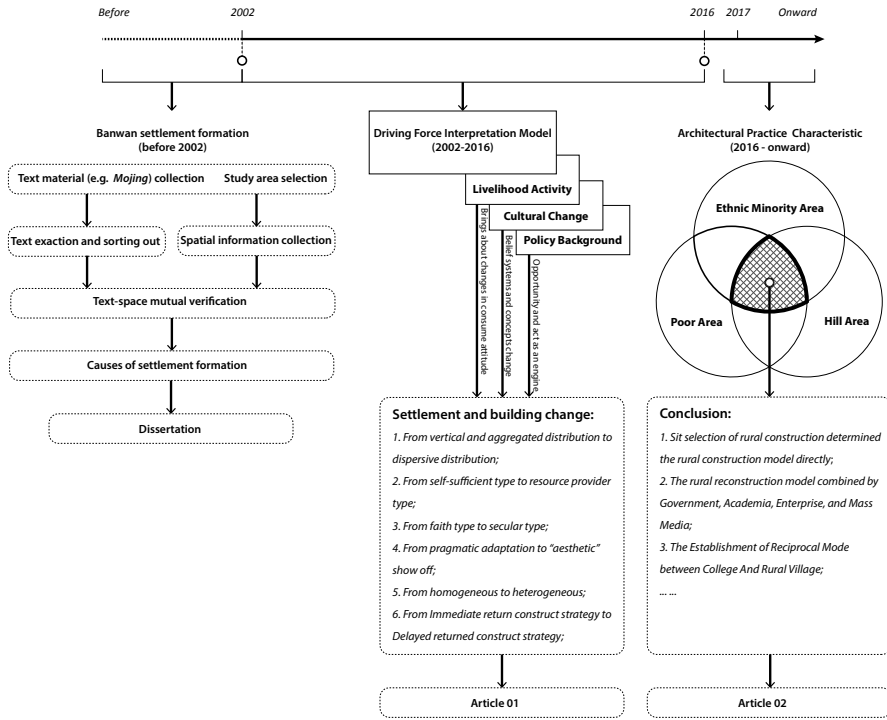 Before
2002
2016
2017
Onward
Banwan settlement formation
(before 2002)
Text material (e.g. Mojing) collection
Study area selection
Text exaction and sorting out
Spatial information collection
Text-space mutual verification
Causes of settlement formation
Dissertation
Driving Force Interpretation Model
(2002-2016)
Livelihood Activity
Cultural Change
Policy Background
Brings about changes in consume attitude
Belief systems and concepts change
Opportunity and act as an engine
Settlement and building change:
1. From vertical and aggregated distribution to
dispersive distribution;
2. From self-sufficient type to resource provider
type;
3. From faith type to secular type;
4. From pragmatic adaptation to “aesthetic”
show off;
5. From homogeneous to heterogeneous;
6. From Immediate return construct strategy to
Delayed returned construct strategy;
Article 01
Architectural Practice Characteristic
(2016 - onward)
Ethnic Minority Area
Poor Area
Hill Area
Conclusion:
1. Sit selection of rural construction determined
the rural construction model directly;
2. The rural reconstruction model combined by
Government, Academia, Enterprise, and Mass
Media;
3. The Establishment of Reciprocal Mode
between College And Rural Village;
... ...
Article 02